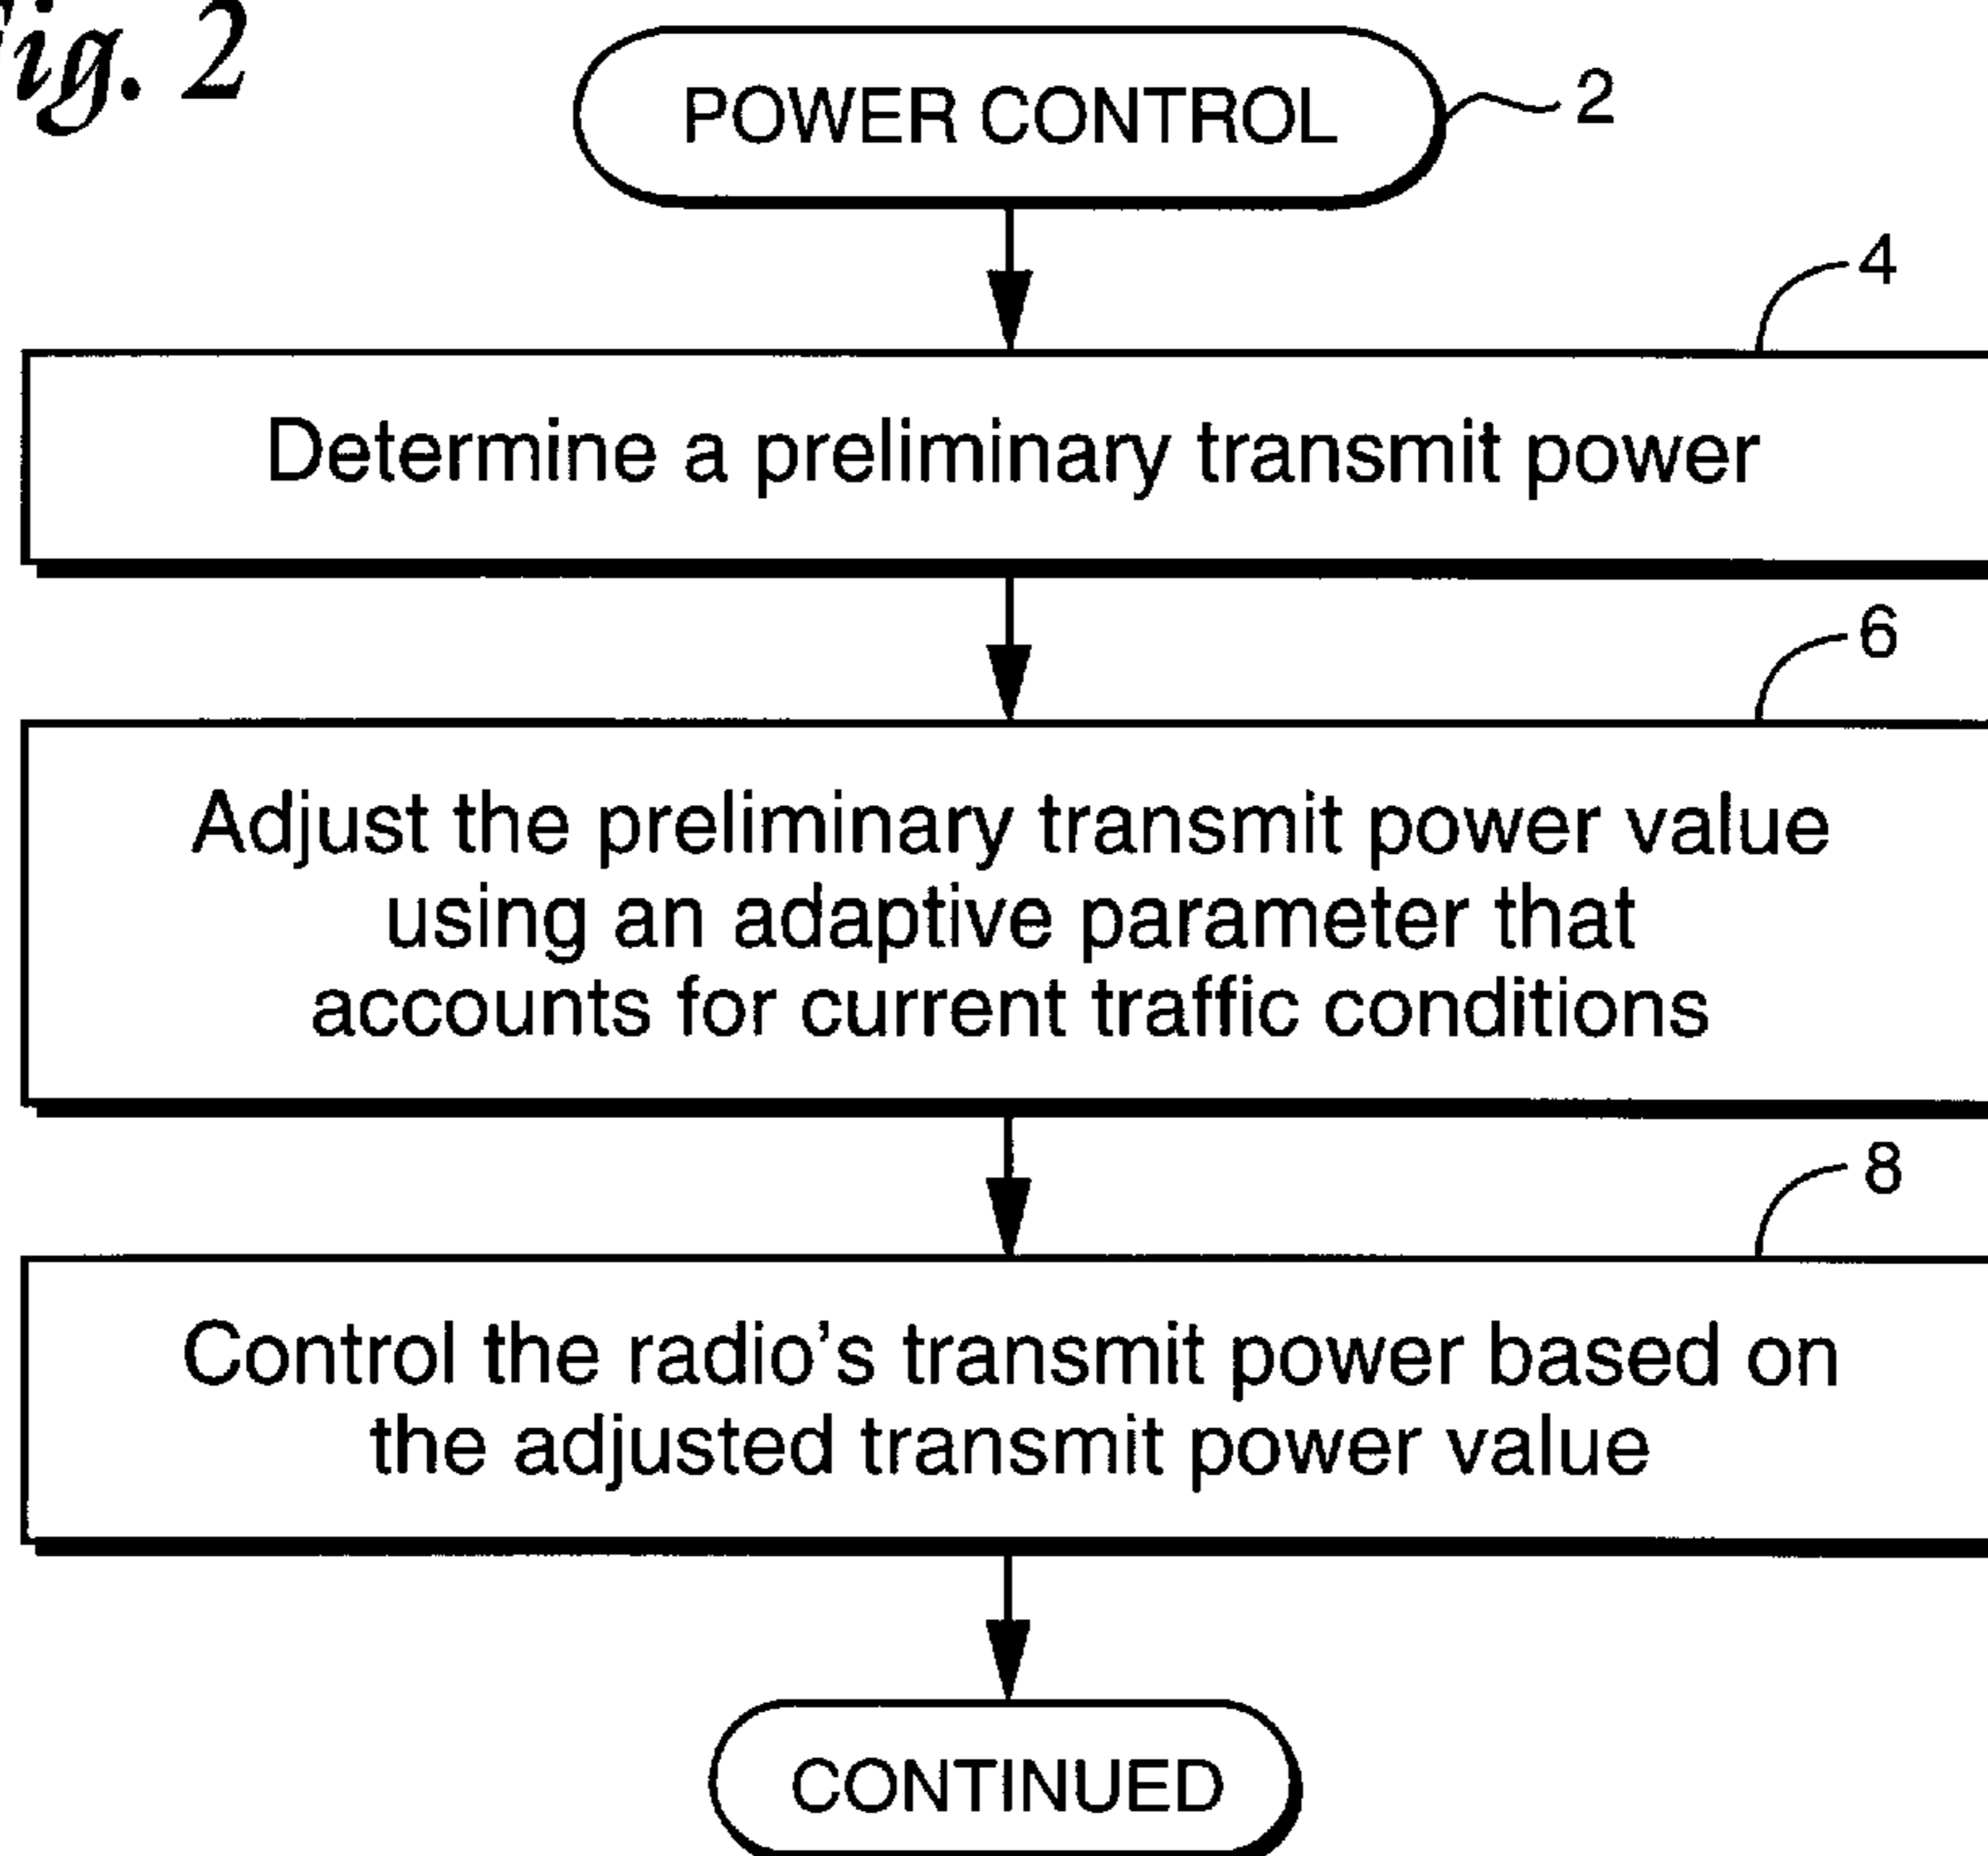 Fig. 2
POWER CONTROL
2
4
Determine a preliminary transmit power
6
Adjust the preliminary transmit power value
using an adaptive parameter that
accounts for current traffic conditions
8
Control the radio's transmit power based on
the adjusted transmit power value
CONTINUED